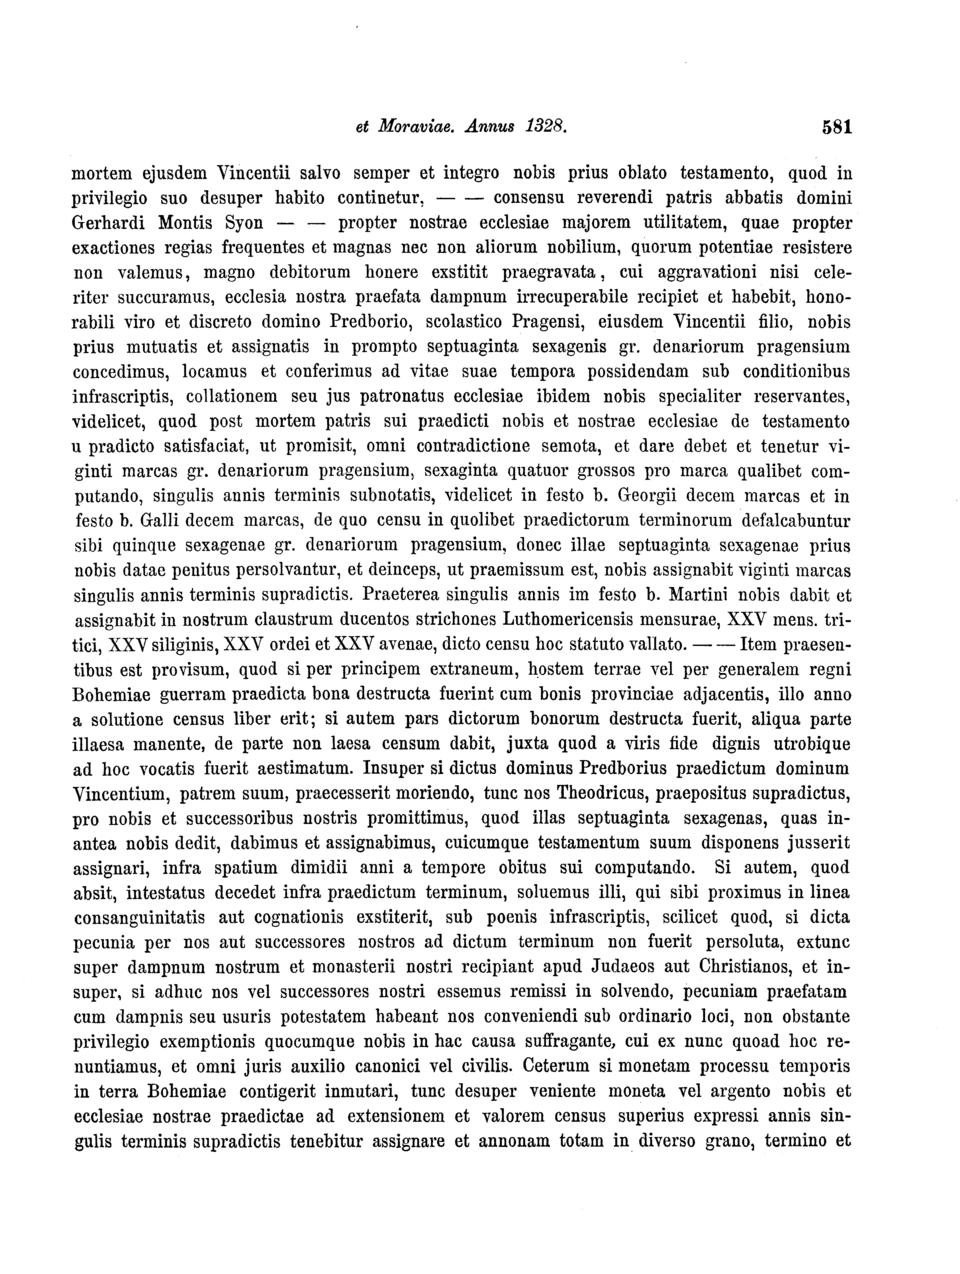 et Moraviae. Annus 1328. 581
mortem ejusdem Vincentii salvo semper et integro nobis prius oblato testamento, quod in
privilegio suo desuper habito continetur, — — consensu reverendi patris abbatis domini
Gerhardi Montis Syon — — propter nostrae ecclesiae majorem utilitatem, quae propter
exactiones regias frequentes et magnas nec non aliorum nobilium, quorum potentiae resistere
non valemus, magno debitorum honere exstitit praegravata, cui aggravationi nisi cele-
riter succuramus, ecclesia nostra praefata dampnum irrecuperabile recipiet et habebit, hono-
rabili viro et discreto domino Predborio, scolastico Pragensi, eiusdem Vincentii filio, nobis
prius mutuatis et assignatis in prompto septuaginta sexagenis gr. denariorum pragensium
concedimus, locamus et conferimus ad vitae suae tempora possidendam sub conditionibus
infrascriptis, collationem seu jus patronatus ecclesiae ibidem nobis specialiter reservantes,
videlicet, quod post mortem patris sui praedicti nobis et nostrae ecclesiae de testamento
u pradicto satisfaciat, ut promisit, omni contradictione semota, et dare debet et tenetur vi-
ginti marcas gr. denariorum pragensium, sexaginta quatuor grossos pro marca qualibet com-
putando, singulis annis terminis subnotatis, videlicet in festo b. Georgii decem marcas et in
festo b. Galli decem marcas, de quo censu in quolibet praedictorum terminorum defalcabuntur
sibi quinque sexagenae gr. denariorum pragensium, donec illae septuaginta sexagenae prius
nobis datae penitus persolvantur, et deinceps, ut praemissum est, nobis assignabit viginti marcas
singulis annis terminis supradictis. Praeterea singulis annis im festo b. Martini nobis dabit et
assignabit in nostrum claustrum ducentos strichones Luthomericensis mensurae, XXV mens. tri-
tici, XXV siliginis, XXV ordei et XXV avenae, dicto censu hoc statuto vallato. — — Item praesen-
tibus est provisum, quod si per principem extraneum, hostem terrae vel per generalem regni
Bohemiae guerram praedicta bona destructa fuerint cum bonis provinciae adjacentis, illo anno
a solutione census liber erit; si autem pars dictorum bonorum destructa fuerit, aliqua parte
illaesa manente, de parte non laesa censum dabit, juxta quod a viris fide dignis utrobique
ad hoc vocatis fuerit aestimatum. Insuper si dictus dominus Predborius praedictum dominum
Vincentium, patrem suum, praecesserit moriendo, tunc nos Theodricus, praepositus supradictus,
pro nobis et successoribus nostris promittimus, quod illas septuaginta sexagenas, quas in-
antea nobis dedit, dabimus et assignabimus, cuicumque testamentum suum disponens jusserit
assignari, infra spatium dimidii anni a tempore obitus sui computando. Si autem, quod
absit, intestatus decedet infra praedictum terminum, soluemus illi, qui sibi proximus in linea
consanguinitatis aut cognationis exstiterit, sub poenis infrascriptis, scilicet quod, si dicta
pecunia per nos aut successores nostros ad dictum terminum non fuerit persoluta, extunc
super dampnum nostrum et monasterii nostri recipiant apud Judaeos aut Christianos, et in-
super, si adhuc nos vel successores nostri essemus remissi in solvendo, pecuniam praefatam
cum dampnis seu usuris potestatem habeant nos conveniendi sub ordinario loci, non obstante
privilegio exemptionis quocumque nobis in hac causa suffragante, cui ex nunc quoad hoc re-
nuntiamus, et omni juris auxilio canonici vel civilis. Ceterum si monetam processu temporis
in terra Bohemiae contigerit inmutari, tunc desuper veniente moneta vel argento nobis et
ecclesiae nostrae praedictae ad extensionem et valorem census superius expressi annis sin-
gulis terminis supradictis tenebitur assignare et annonam totam in diverso grano, termino et